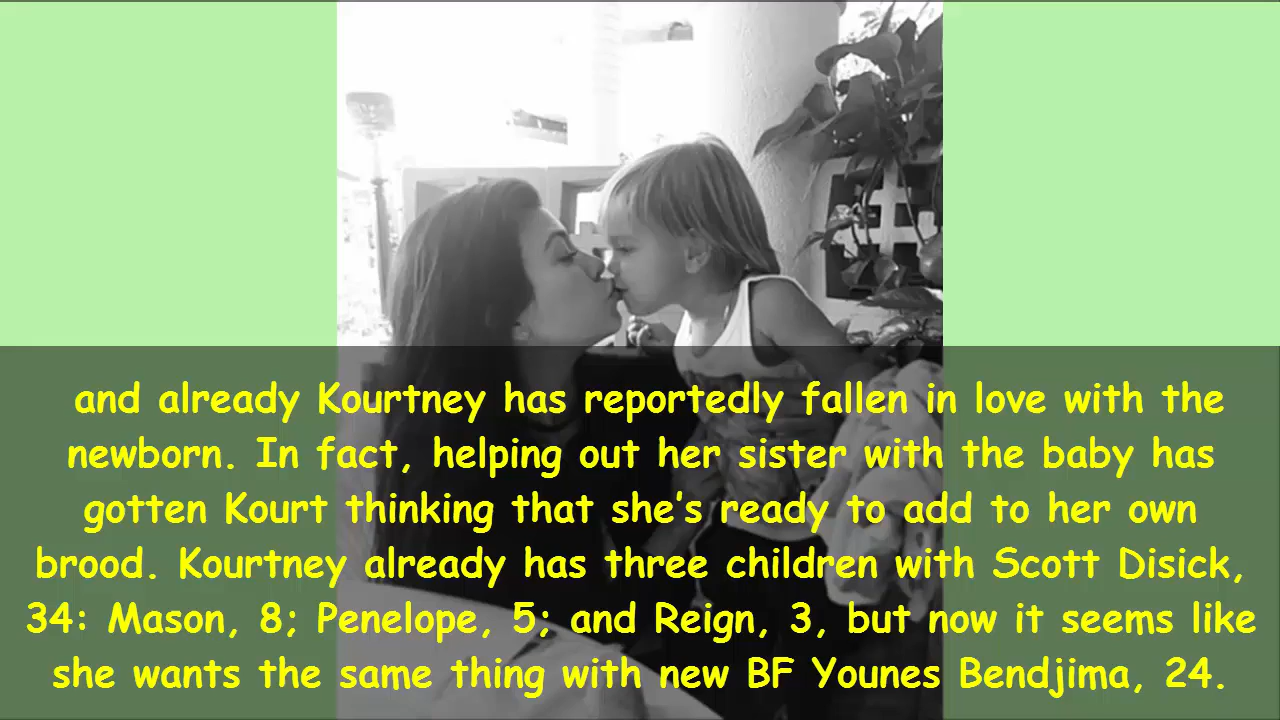 and already Kourtney has reportedly fallen in love with the
newborn. In fact, helping out her sister with the baby has
gotten Kourt thinking that she’s ready to add to her own
brood. Kourtney already has three children with Scott Disick,
34: Mason, 8; Penelope, 5; and Reign, 3, but now it seems like
she wants the same thing with new BF Younes Bendjima, 24.